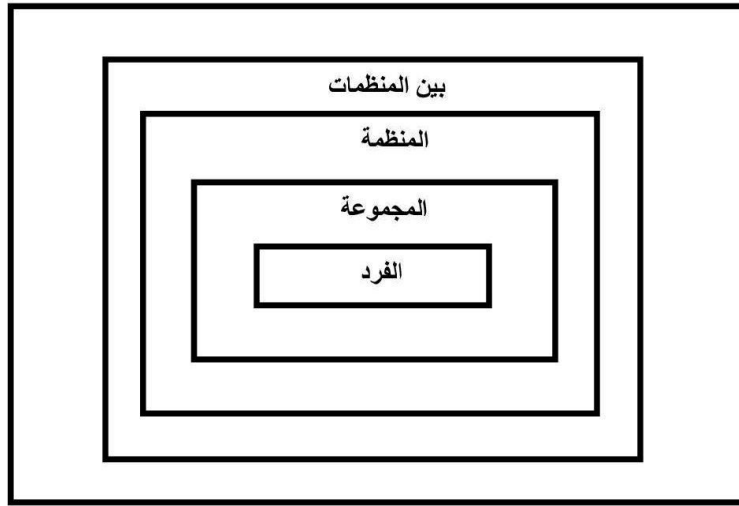 بين المنظمات
المنظمة
المجموعة
الفرد